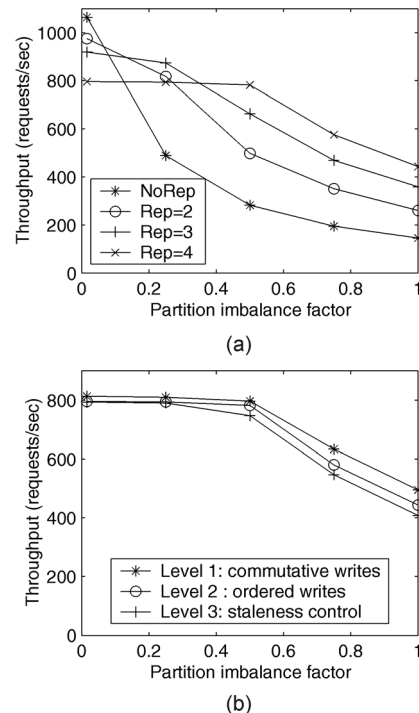 1000
800
600
400
200
0
Throughput (requests/sec)
NoRep
Rep=2
Rep=3
Rep=4
0 0.2 0.4 0.6 0.8 1
Partition imbalance factor
(a)
800
600
400
200
0
Throughput (requests/sec)
Level 1: commutative writes
Level 2 : ordered writes
Level 3: staleness control
0 0.2 0.4 0.6 0.8 1
Partition imbalance factor
(b)